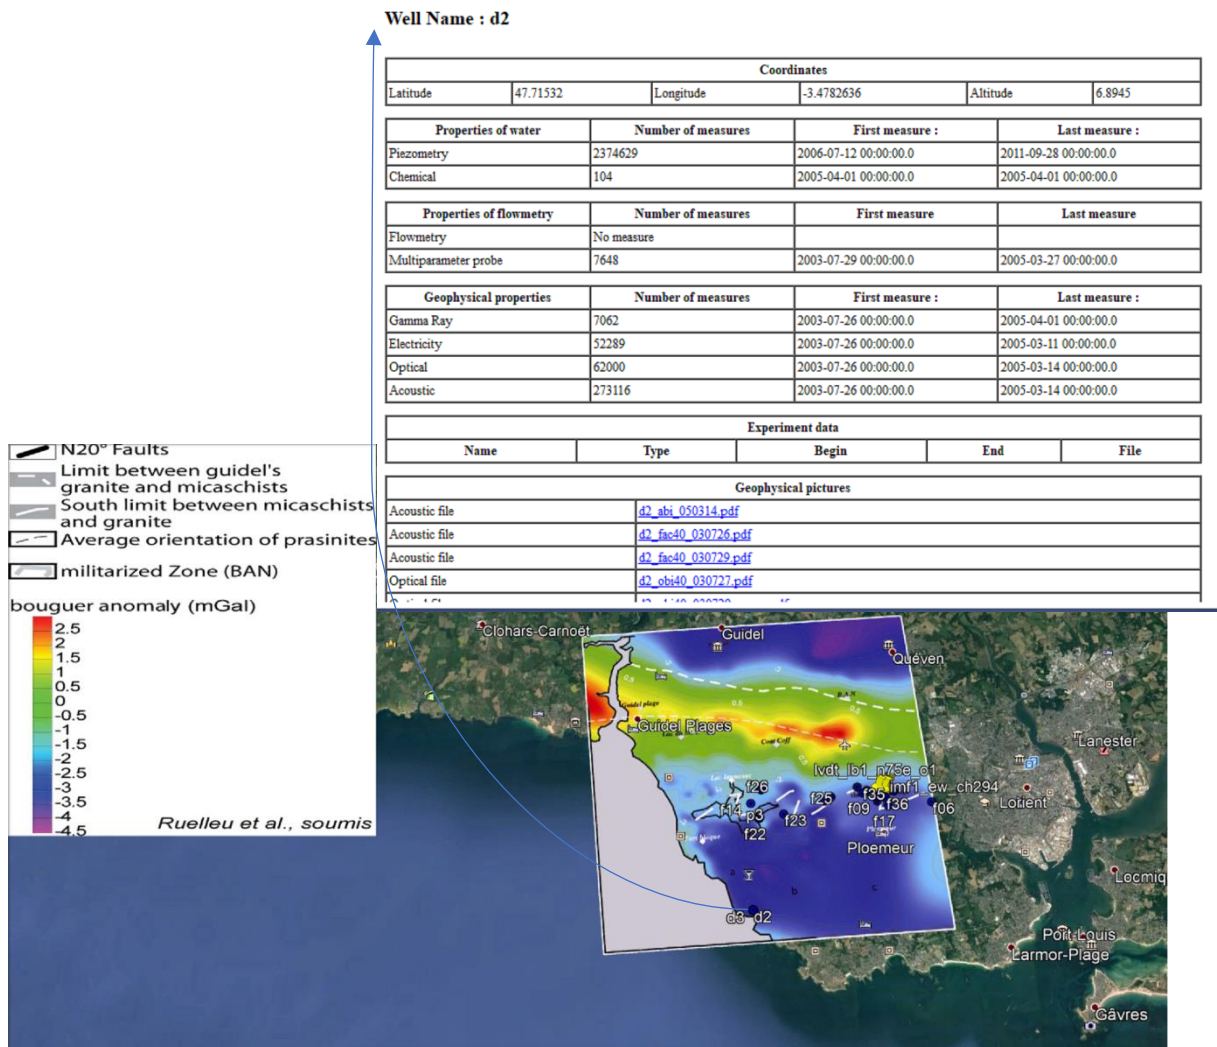 Well Name : d2
Coordinates
Latitude 47.71532 Longitude -3.4782636 Altitude 6.8945
Properties of water Number of measures First measure : Last measure :
Piezometry 2374629 2006-07-12 00:00:00.0 2011-09-28 00:00:00.0
Chemical 104 2005-04-01 00:00:00.0 2005-04-01 00:00:00.0
Properties of flowmetry Number of measures First measure Last measure
Flowmetry No measure
Multiparameter probe 7648 2003-07-29 00:00:00.0 2005-03-27 00:00:00.0
Geophysical properties Number of measures First measure : Last measure :
Gamma Ray 7062 2003-07-26 00:00:00.0 2005-04-01 00:00:00.0
Electricity 52289 2003-07-26 00:00:00.0 2005-03-11 00:00:00.0
Optical 62000 2003-07-26 00:00:00.0 2005-03-14 00:00:00.0
Acoustic 273116 2003-07-26 00:00:00.0 2005-03-14 00:00:00.0
Experiment data
Name Type Begin End File
Geophysical pictures
Acoustic file d2_abi_050314.pdf
Acoustic file d2_fac40_030726.pdf
Acoustic file d2_fac40_030729.pdf
Optical file d2_obi40_030727.pdf
N20° Faults
Limit between guidel's
granite and micaschists
South limit between micaschists
and granite
Average orientation of prasinites
militarized Zone (BAN)
bouguer anomaly (mGal)
2.5
2
1.5
1
0.5
0
-0.5
-1
-1.5
-2
-2.5
-3
-3.5
-4
-4.5
Ruelleu et al., soumis
Clohars-Carnoët
Guidel
Quéven
B.A.N
Guidel plage
Guidel Plages
Coat Coff
Lanester
lvdt_lb1_n75e_o1
imf1_ew_ch294
Lorient
f26
f35
f14
p3
f25
f09
f36
f06
f22
f23
f17
Ploemeur
Fort bloqué
a
b
c
Locmiq
d3 d2
Port-Louis
Larmor-Plage
Gâvres